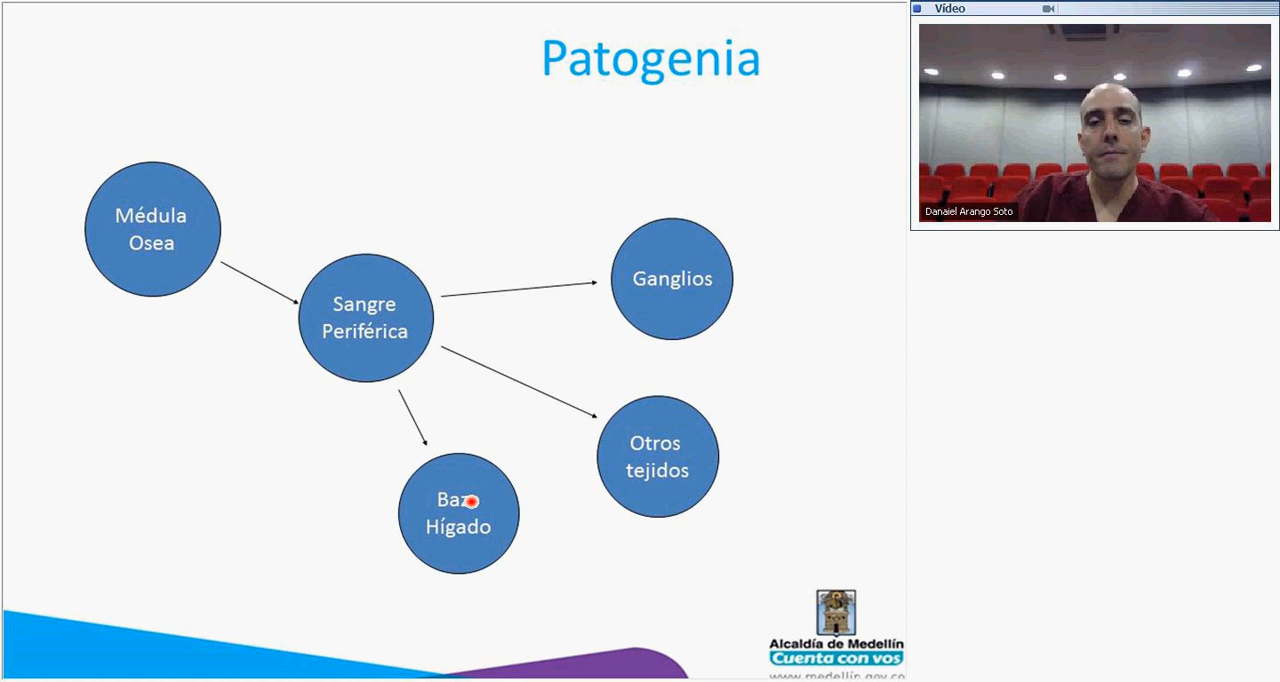 Patogenia
Médula
Osea
Sangre
Periférica
Ganglios
Otros
tejidos
Hígado
Alcaldía de Medellín
Cuenta con vos
Vídeo
Danaiel Arango Soto